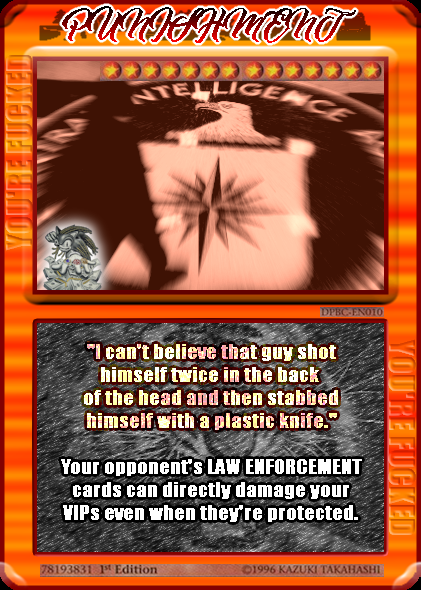 PUNISHMENT
INTELLIGENCE
YOU'RE FUCKED
DPBC-EN010
"I can't believe that guy shot
himself twice in the back
of the head and then stabbed
himself with a plastic knife."
Your opponent's LAW ENFORCEMENT
cards can directly damage your
VIPs even when they're protected.
YOU'RE FUCKED
78193831 1st Edition
©1996 KAZUKI TAKAHASHI